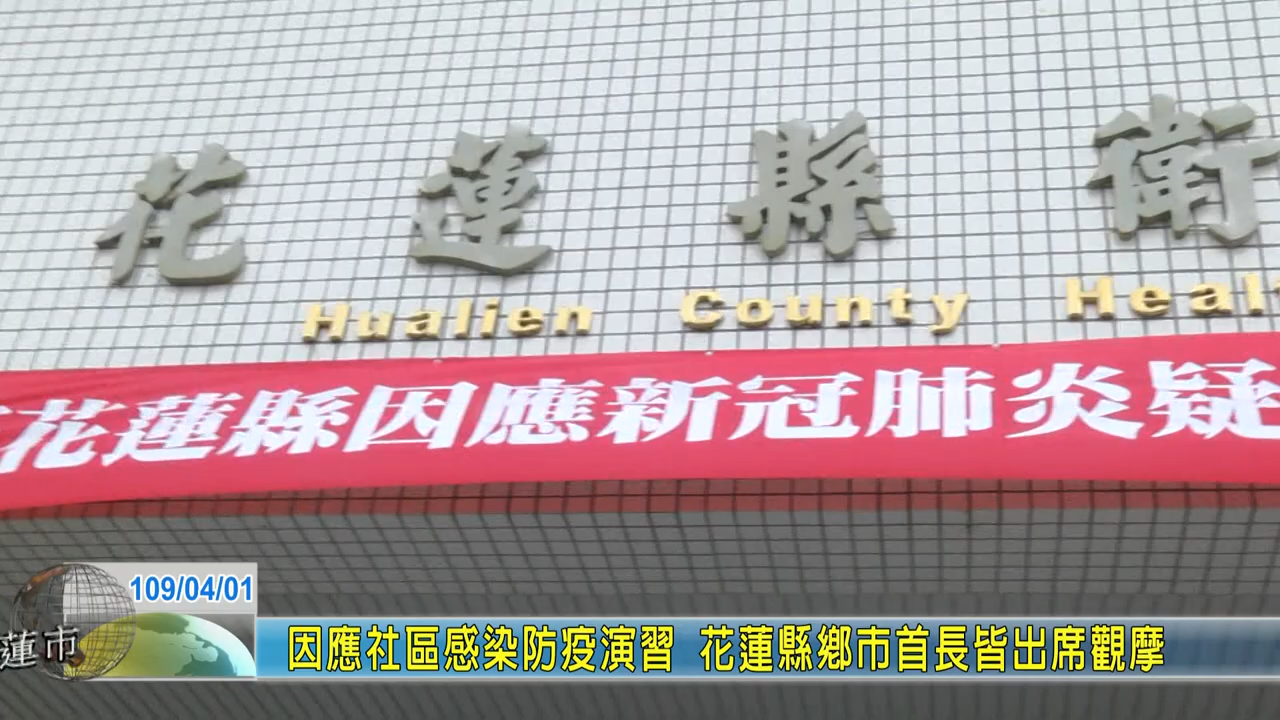 花蓮縣衛
Hualien County Heal
花蓮縣因應新冠肺炎疑
109/04/01
蓮市
因應社區感染防疫演習 花蓮縣鄉市首長皆出席觀摩